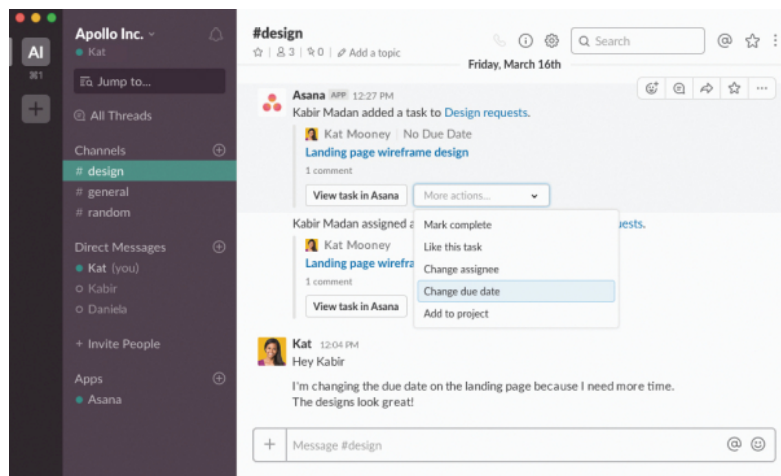 AI
⌘1
Apollo Inc.
Kat
Jump to...
All Threads
Channels
# design
# general
# random
Direct Messages
Kat (you)
Kabir
Daniela
+ Invite People
Apps
Asana
#design
3 | 0 | Add a topic
Search
Friday, March 16th
Asana APP 12:27 PM
Kabir Madan added a task to Design requests.
Kat Mooney | No Due Date
Landing page wireframe design
1 comment
View task in Asana
More actions...
Mark complete
Like this task
Change assignee
Change due date
Add to project
Kabir Madan assigned a
ests.
Kat Mooney
Landing page wirefra
1 comment
View task in Asana
Kat 12:04 PM
Hey Kabir
I'm changing the due date on the landing page because I need more time.
The designs look great!
+ Message #design